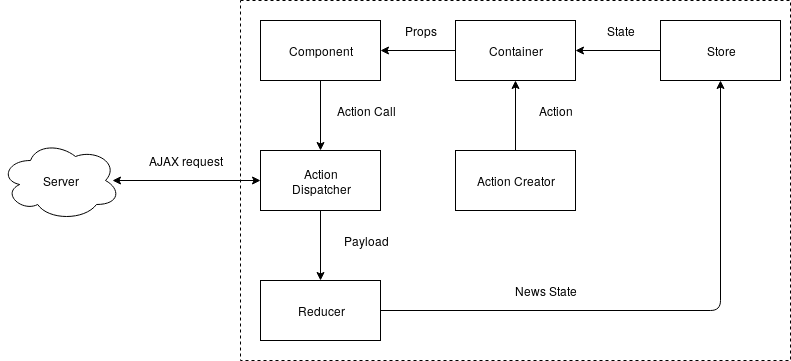 Component
Props
Container
State
Store
Action Call
Action
Server
AJAX request
Action
Dispatcher
Action Creator
Payload
Reducer
News State